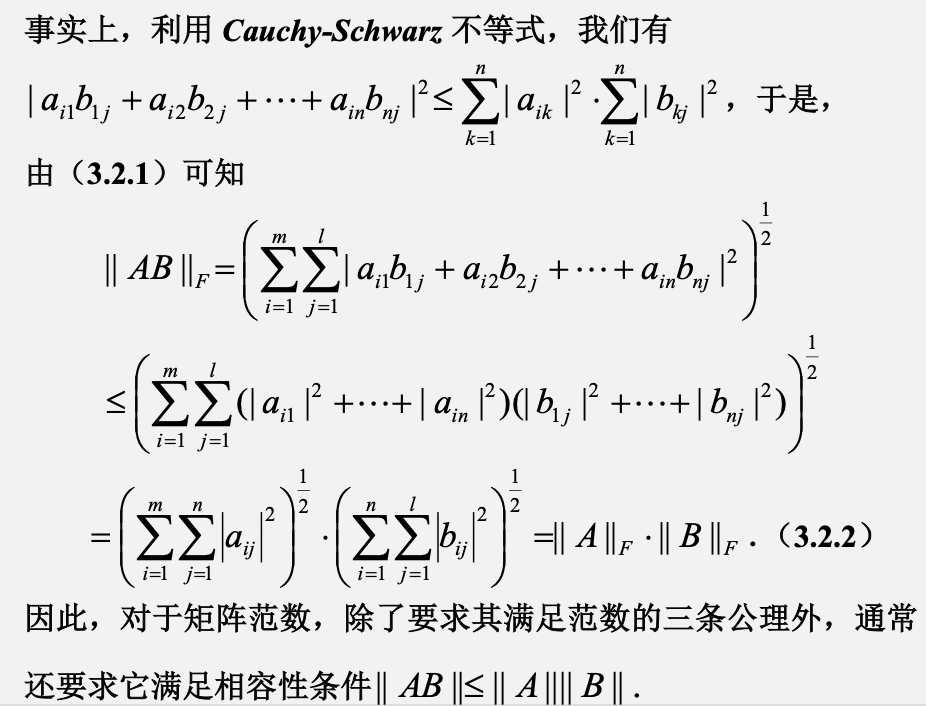 事实上，利用 Cauchy-Schwarz 不等式，我们有
$| a_{i1}b_{1j} + a_{i2}b_{2j} + \cdots + a_{in}b_{nj} |^2 \leq \sum_{k=1}^{n} | a_{ik} |^2 \cdot \sum_{k=1}^{n} | b_{kj} |^2$，于是，
由（3.2.1）可知
$\| AB \|_F = \left( \sum_{i=1}^{m} \sum_{j=1}^{l} | a_{i1}b_{1j} + a_{i2}b_{2j} + \cdots + a_{in}b_{nj} |^2 \right)^{\frac{1}{2}}$
$\leq \left( \sum_{i=1}^{m} \sum_{j=1}^{l} (| a_{i1} |^2 + \cdots + | a_{in} |^2)(| b_{1j} |^2 + \cdots + | b_{nj} |^2) \right)^{\frac{1}{2}}$
$= \left( \sum_{i=1}^{m} \sum_{j=1}^{n} | a_{ij} |^2 \right)^{\frac{1}{2}} \cdot \left( \sum_{i=1}^{n} \sum_{j=1}^{l} | b_{ij} |^2 \right)^{\frac{1}{2}} = \| A \|_F \cdot \| B \|_F$ .（3.2.2）
因此，对于矩阵范数，除了要求其满足范数的三条公理外，通常
还要求它满足相容性条件$\| AB \| \leq \| A \| \| B \|$ .